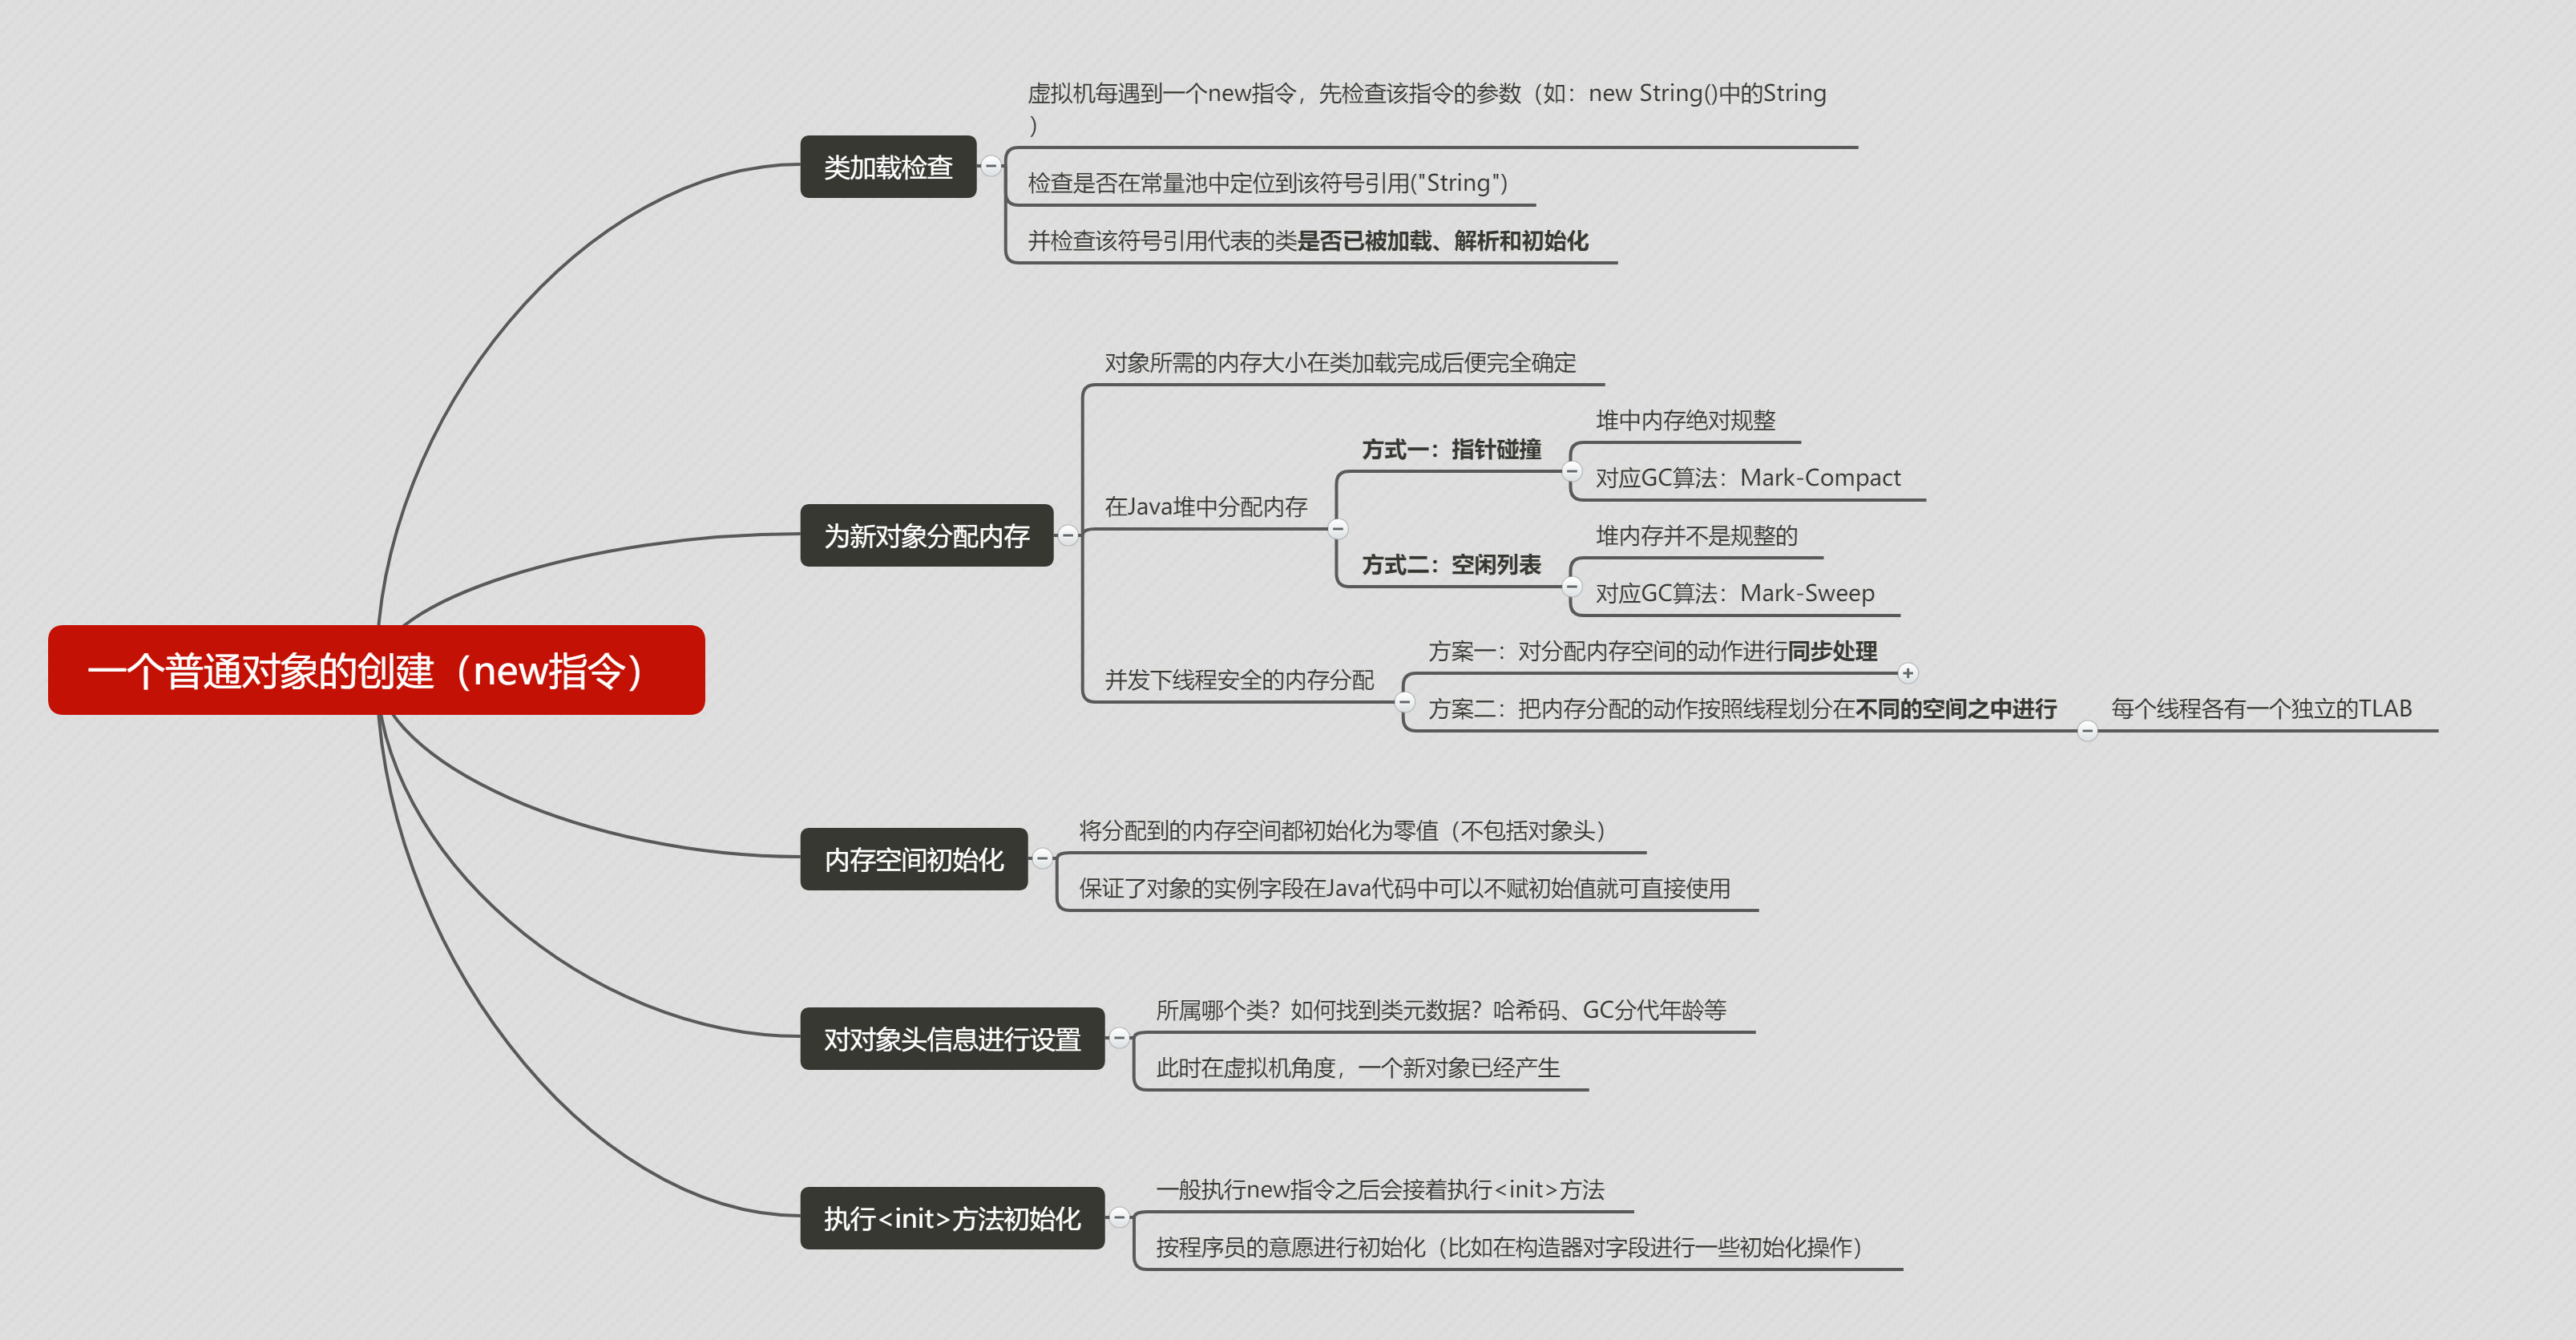 一个普通对象的创建（new指令）
类加载检查
虚拟机每遇到一个new指令，先检查该指令的参数（如：new String()中的String
）
检查是否在常量池中定位到该符号引用("String")
并检查该符号引用代表的类是否已被加载、解析和初始化
为新对象分配内存
对象所需的内存大小在类加载完成后便完全确定
在Java堆中分配内存
方式一：指针碰撞
堆中内存绝对规整
对应GC算法：Mark-Compact
方式二：空闲列表
堆内存并不是规整的
对应GC算法：Mark-Sweep
并发下线程安全的内存分配
方案一：对分配内存空间的动作进行同步处理
方案二：把内存分配的动作按照线程划分在不同的空间之中进行
每个线程各有一个独立的TLAB
内存空间初始化
将分配到的内存空间都初始化为零值（不包括对象头）
保证了对象的实例字段在Java代码中可以不赋初始值就可直接使用
对对象头信息进行设置
所属哪个类？如何找到类元数据？哈希码、GC分代年龄等
此时在虚拟机角度，一个新对象已经产生
执行<init>方法初始化
一般执行new指令之后会接着执行<init>方法
按程序员的意愿进行初始化（比如在构造器对字段进行一些初始化操作）